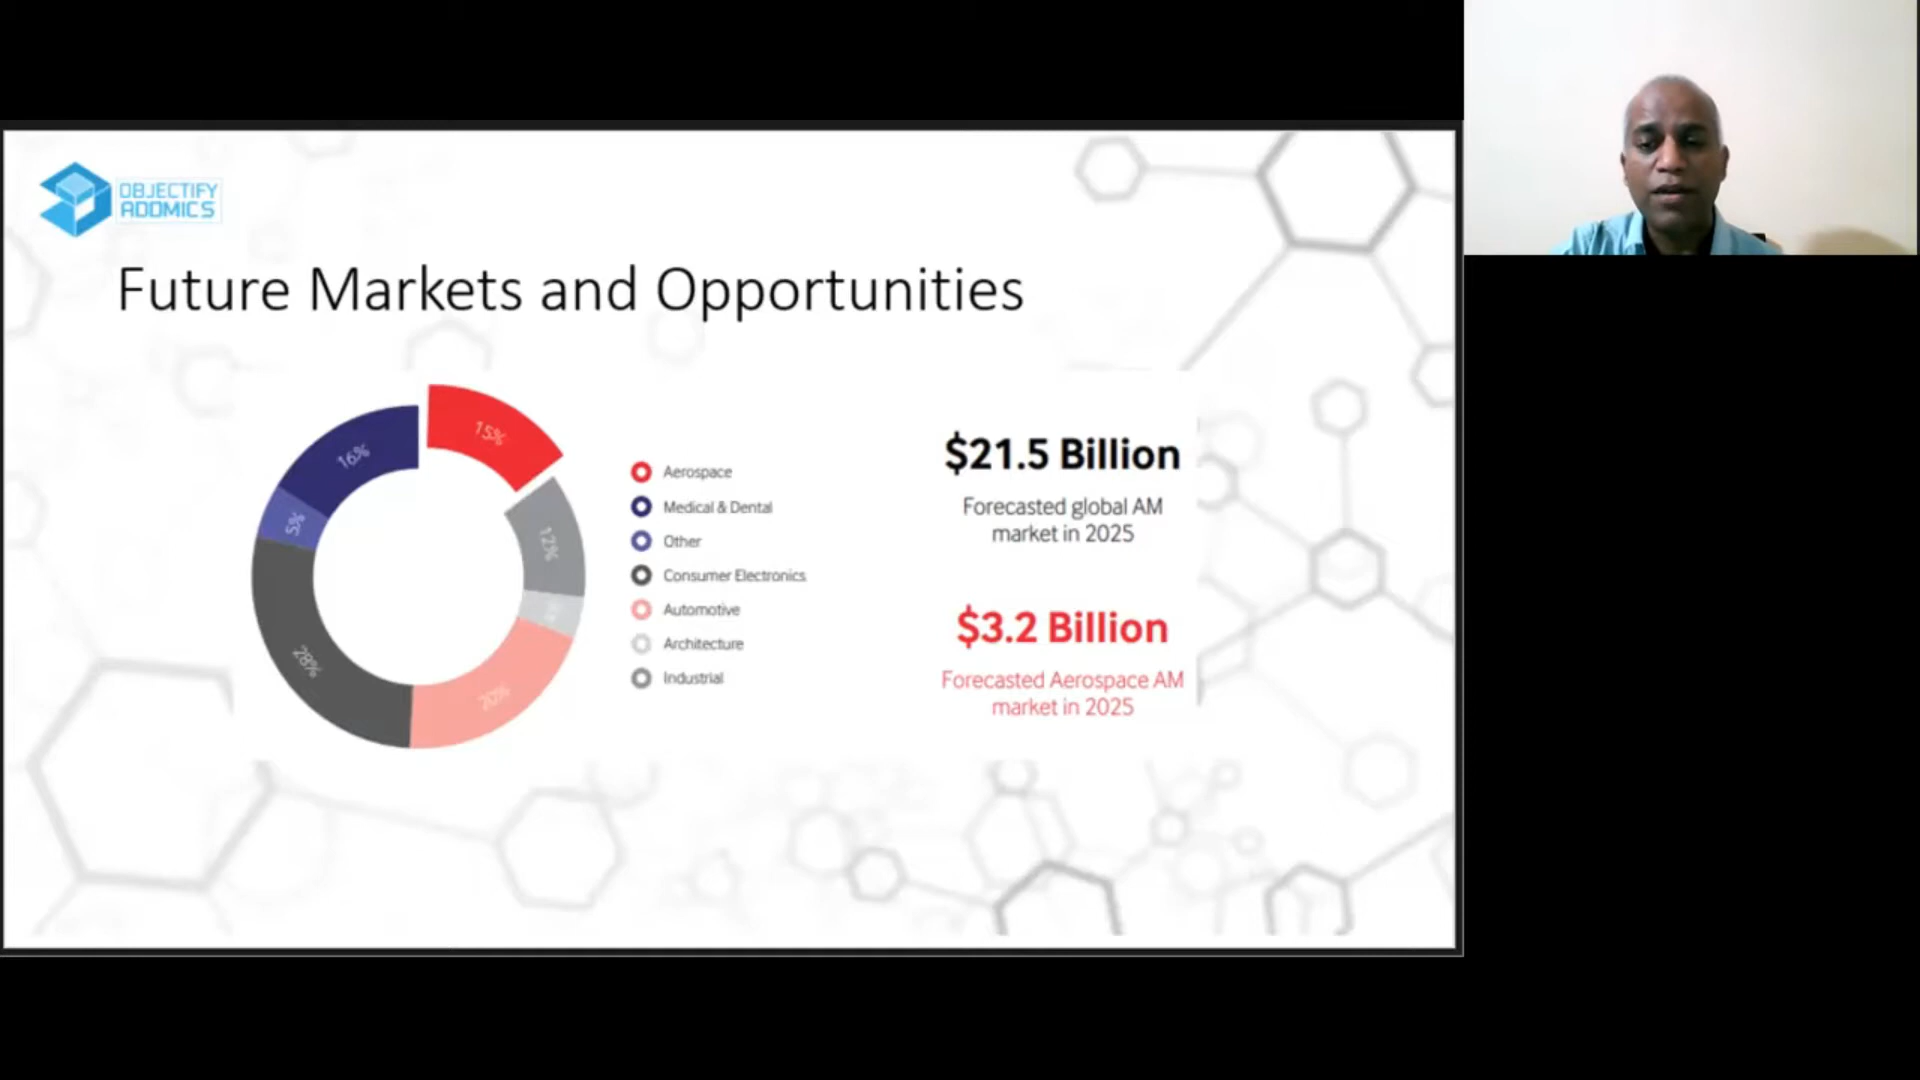 OBJECTIFY
ADDMICS
Future Markets and Opportunities
15%
16%
5%
12%
28%
20%
Aerospace
Medical & Dental
Other
Consumer Electronics
Automotive
Architecture
Industrial
$21.5 Billion
Forecasted global AM
market in 2025
$3.2 Billion
Forecasted Aerospace AM
market in 2025